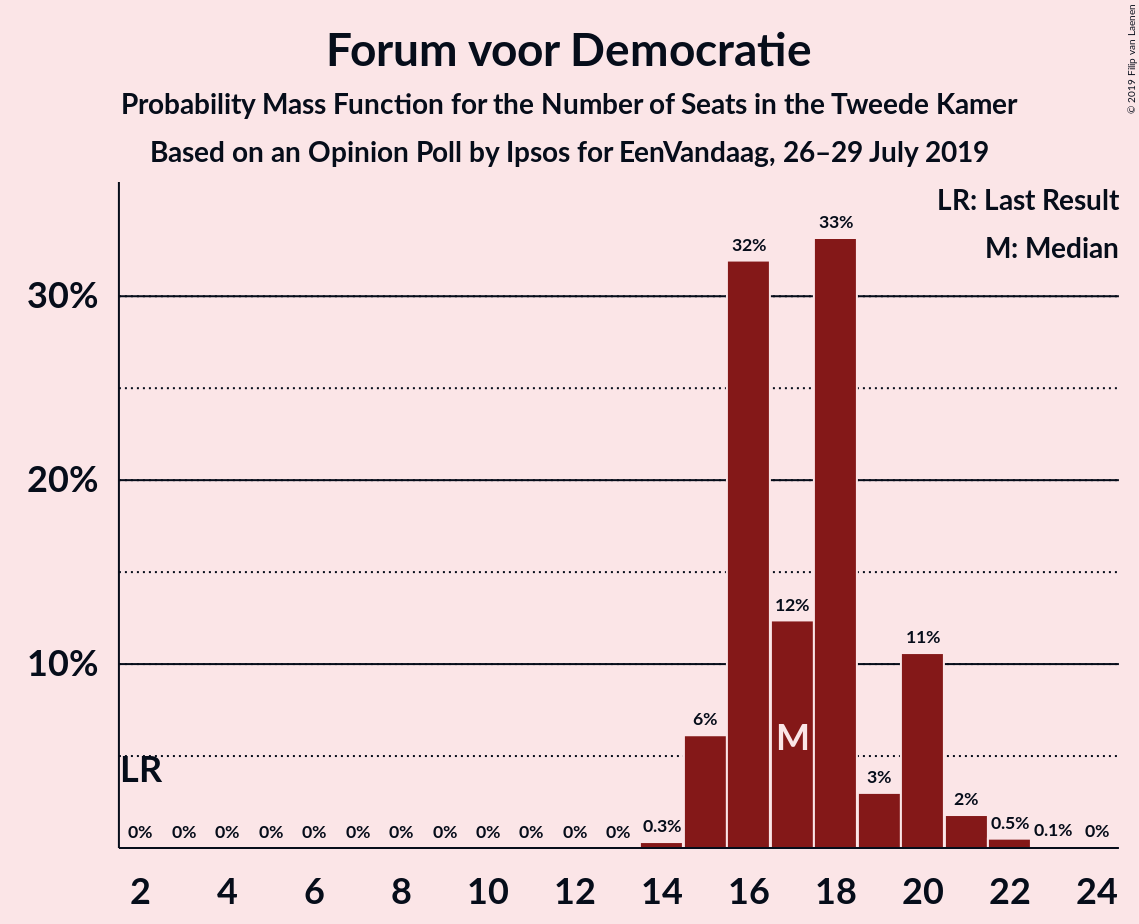 Forum voor Democratie
Probability Mass Function for the Number of Seats in the Tweede Kamer
Based on an Opinion Poll by Ipsos for EenVandaag, 26–29 July 2019
© 2019 Filip van Laenen
LR: Last Result
M: Median
33%
32%
30%
20%
12%
11%
10%
6%
M
LR
3%
2%
0% 0% 0% 0% 0% 0% 0% 0% 0% 0% 0% 0% 0.3% 0.5% 0.1% 0%
2 4 6 8 10 12 14 16 18 20 22 24